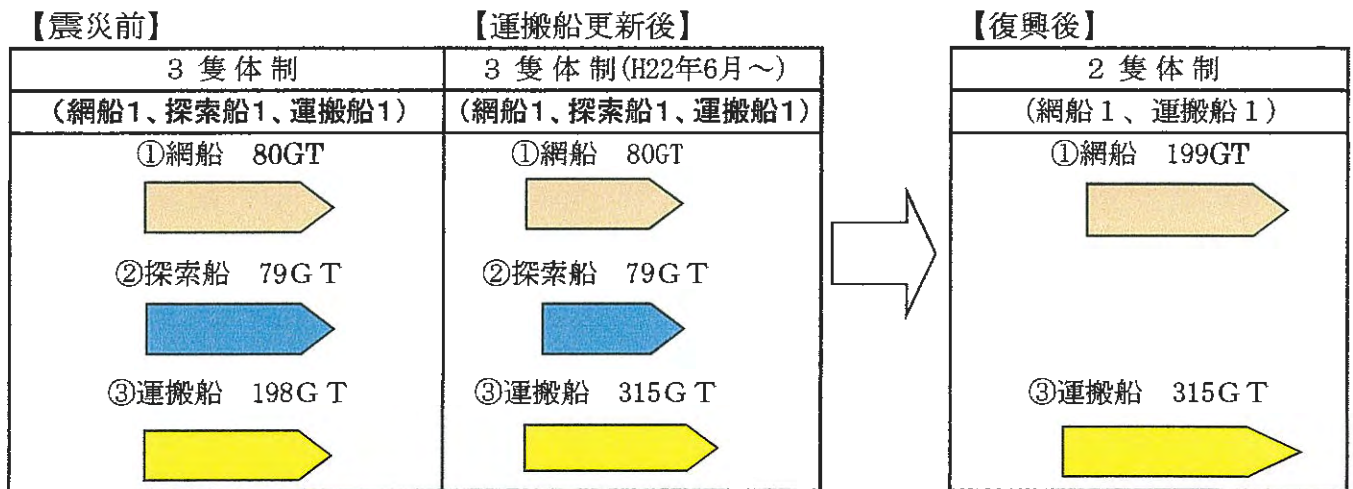 【震災前】
【運搬船更新後】
【復興後】
3 隻 体 制
3 隻 体 制(H22年6月～)
2 隻 体 制
(網船1、探索船1、運搬船1)
(網船1、探索船1、運搬船1)
(網船１、運搬船１)
①網船 80GT
①網船 80GT
①網船 199GT
②探索船 79GT
②探索船 79GT
③運搬船 198GT
③運搬船 315GT
③運搬船 315GT